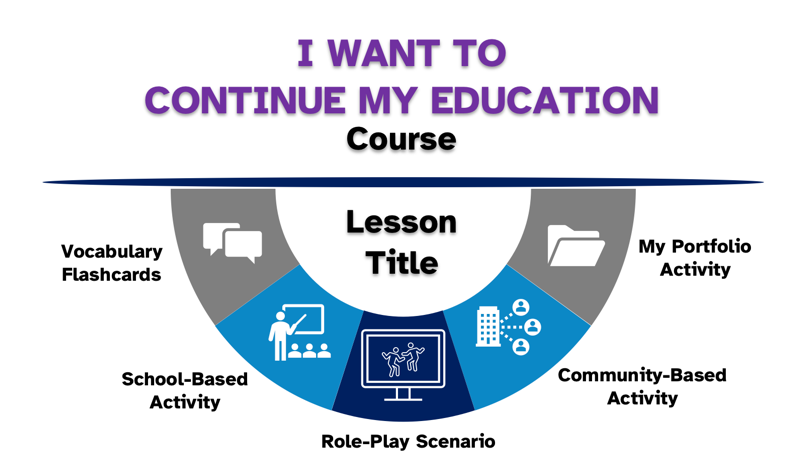 I WANT TO
CONTINUE MY EDUCATION
Course
Lesson
Title
Vocabulary
Flashcards
My Portfolio
Activity
School-Based
Activity
Community-Based
Activity
Role-Play Scenario